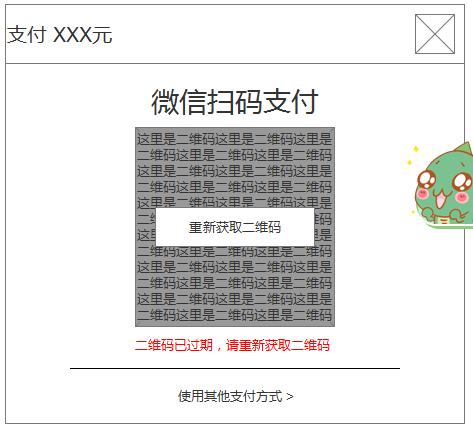 支付 XXX元
微信扫码支付
这里是二维码这里是二维码这里是
二维码这里是二维码这里是二维码
这里是二维码这里是二维码这里是
二维码这里是二维码这里是二维码
这里是二维码这里是二维码这里是
二 码
重新获取二维码
这 是
二维码这里是二维码这里是二维码
这里是二维码这里是二维码这里是
二维码这里是二维码这里是二维码
这里是二维码这里是二维码这里是
二维码这里是二维码这里是二维码
二维码已过期，请重新获取二维码
使用其他支付方式 >